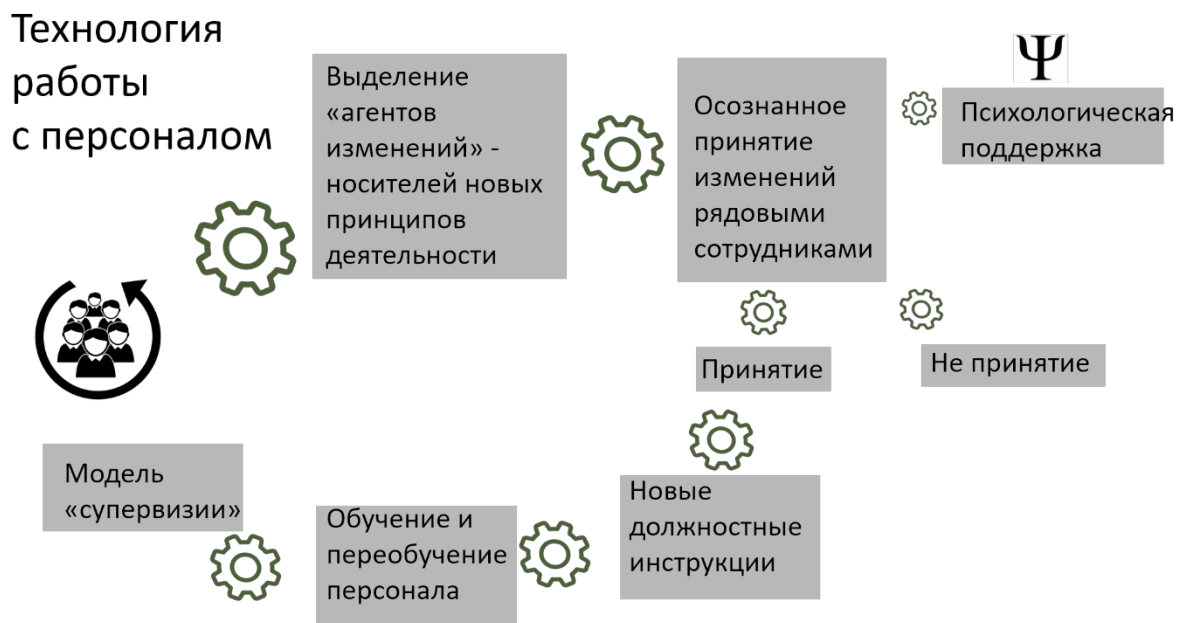 Технология
работы
с персоналом
Выделение
«агентов
изменений» -
носителей новых
принципов
деятельности
Осознанное
принятие
изменений
рядовыми
сотрудниками
Ψ
Психологическая
поддержка
Принятие
Не принятие
Новые
должностные
инструкции
Обучение и
переобучение
персонала
Модель
«супервизии»